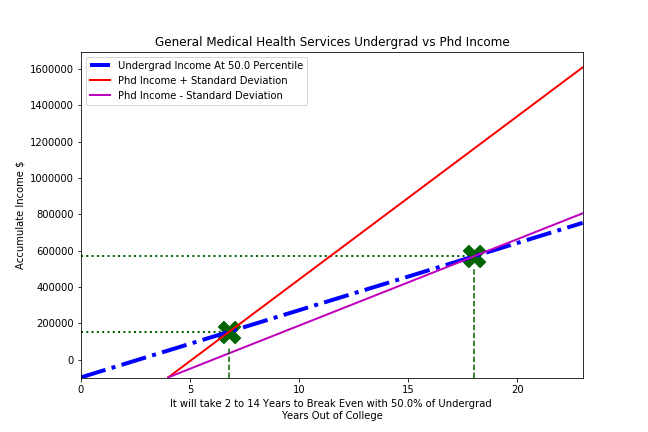 General Medical Health Services Undergrad vs Phd Income
Undergrad Income At 50.0 Percentile
Phd Income + Standard Deviation
Phd Income - Standard Deviation
Accumulate Income $
1600000
1400000
1200000
1000000
800000
600000
400000
200000
0
0 5 10 15 20
It will take 2 to 14 Years to Break Even with 50.0% of Undergrad
Years Out of College